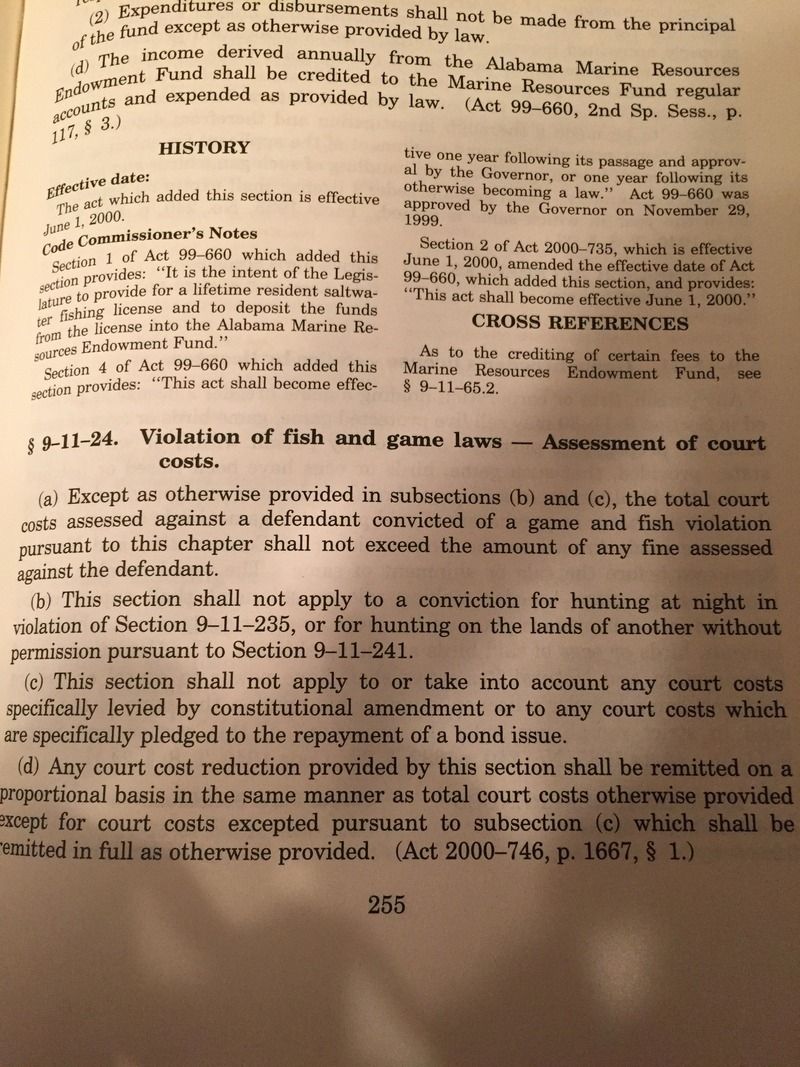 (2) Expenditures or disbursements shall not be made from the principal
of the fund except as otherwise provided by law.
(d) The income derived annually from the Alabama Marine Resources
Endowment Fund shall be credited to the Marine Resources Fund regular
accounts and expended as provided by law. (Act 99–660, 2nd Sp. Sess., p.
117, § 3.)
HISTORY
Effective date:
The act which added this section is effective
June 1, 2000.
Code Commissioner's Notes
Section 1 of Act 99–660 which added this
section provides: "It is the intent of the Legis-
lature to provide for a lifetime resident saltwa-
ter fishing license and to deposit the funds
from the license into the Alabama Marine Re-
sources Endowment Fund."
Section 4 of Act 99–660 which added this
section provides: "This act shall become effec-
tive one year following its passage and approv-
al by the Governor, or one year following its
otherwise becoming a law." Act 99–660 was
approved by the Governor on November 29,
1999.
Section 2 of Act 2000–735, which is effective
June 1, 2000, amended the effective date of Act
99–660, which added this section, and provides:
"This act shall become effective June 1, 2000."
CROSS REFERENCES
As to the crediting of certain fees to the
Marine Resources Endowment Fund, see
§ 9–11–65.2.
§ 9–11–24. Violation of fish and game laws — Assessment of court
costs.
(a) Except as otherwise provided in subsections (b) and (c), the total court
costs assessed against a defendant convicted of a game and fish violation
pursuant to this chapter shall not exceed the amount of any fine assessed
against the defendant.
(b) This section shall not apply to a conviction for hunting at night in
violation of Section 9–11–235, or for hunting on the lands of another without
permission pursuant to Section 9–11–241.
(c) This section shall not apply to or take into account any court costs
specifically levied by constitutional amendment or to any court costs which
are specifically pledged to the repayment of a bond issue.
(d) Any court cost reduction provided by this section shall be remitted on a
proportional basis in the same manner as total court costs otherwise provided
except for court costs excepted pursuant to subsection (c) which shall be
remitted in full as otherwise provided. (Act 2000–746, p. 1667, § 1.)
255